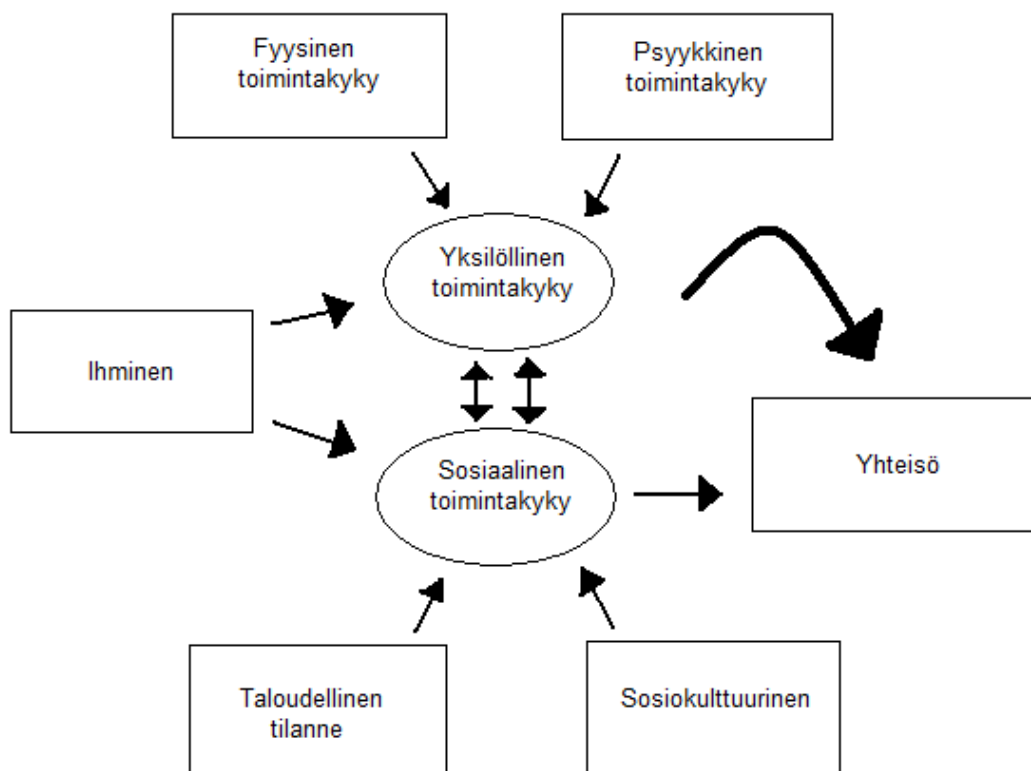 Fyysinen
toimintakyky
Psyykkinen
toimintakyky
Yksilöllinen
toimintakyky
Ihminen
Sosiaalinen
toimintakyky
Yhteisö
Taloudellinen
tilanne
Sosiokulttuurinen